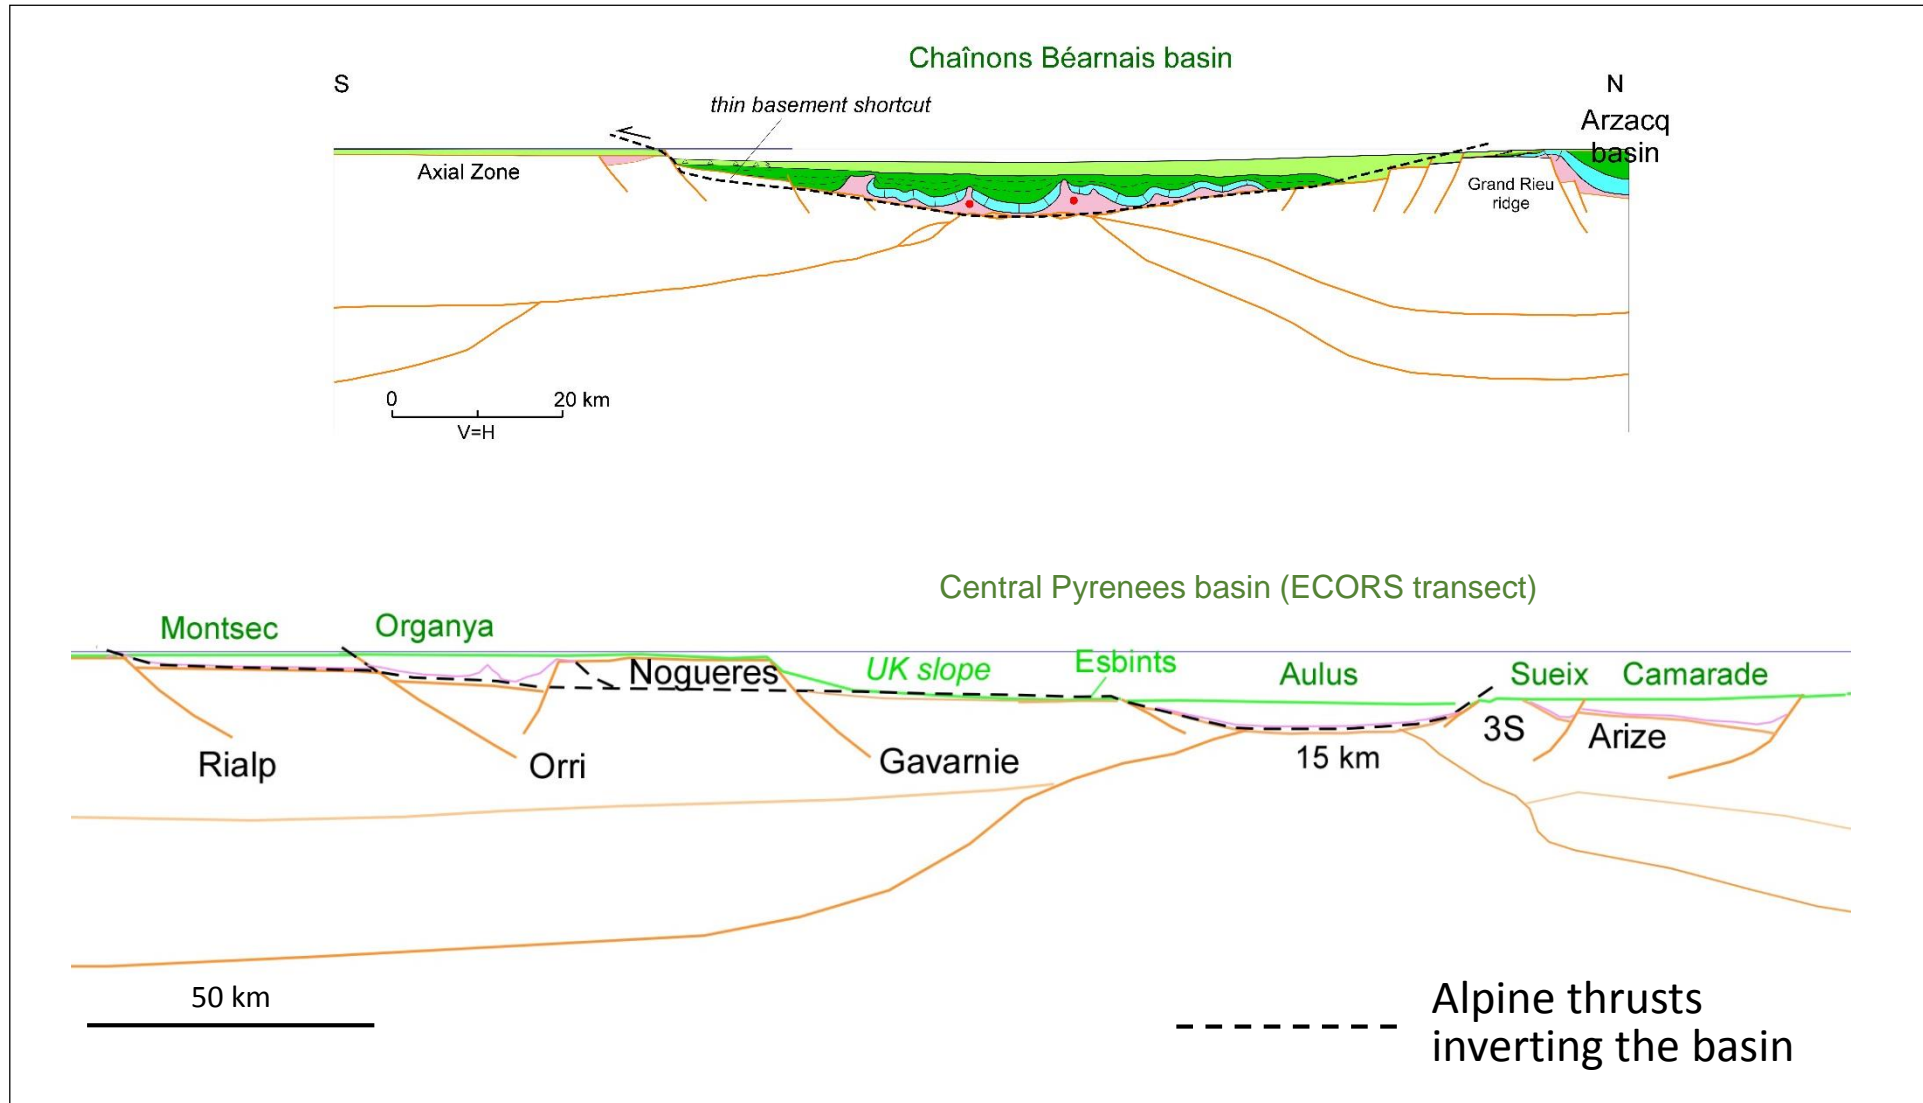 Chaînons Béarnais basin
S
N
thin basement shortcut
Arzacq
basin
Axial Zone
Grand Rieu
ridge
0
20 km
V=H
Central Pyrenees basin (ECORS transect)
Montsec
Organya
Nogueres
UK slope
Esbints
Aulus
Sueix
Camarade
Rialp
Orri
Gavarnie
15 km
3S
Arize
50 km
Alpine thrusts
inverting the basin